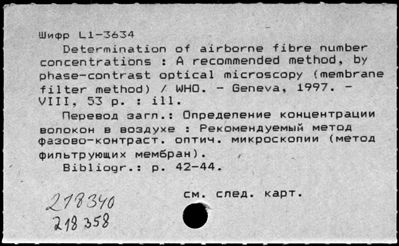 Шифр L1-3634
Determination of airborne fibre number
concentrations : A recommended method, by
phase-contrast optical microscopy (membrane
filter method) / WHO. - Geneva, 1997. -
VIII, 53 p. : ill.
Перевод загл.: Определение концентрации
волокон в воздухе : Рекомендуемый метод
фазово-контраст. оптич. микроскопии (метод
фильтрующих мембран).
Bibliogr.: p. 42-44.
см. след. карт.
218340
218358